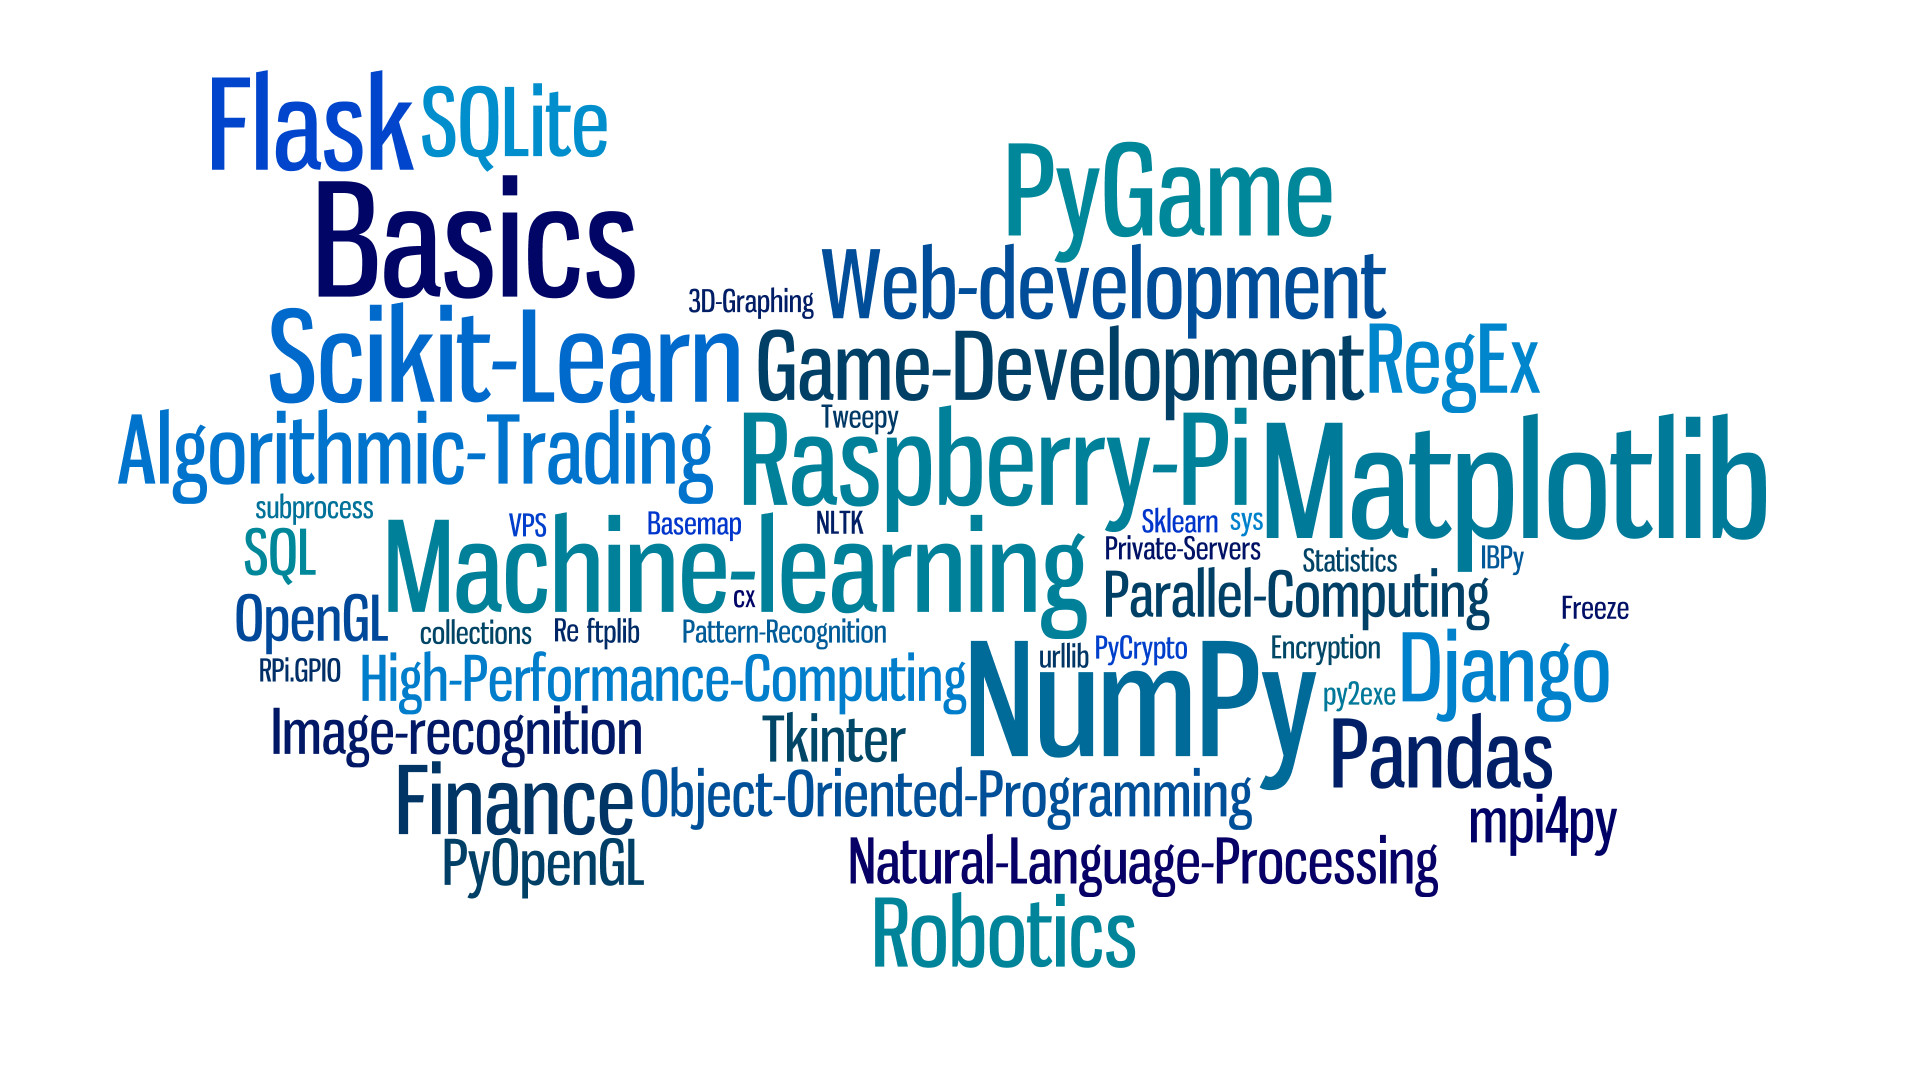 Flask SQLite
PyGame
Basics
3D-Graphing Web-development
Scikit-Learn Game-Development RegEx
Tweepy
Algorithmic-Trading Raspberry-Pi Matplotlib
subprocess VPS Basemap NLTK Sklearn sys
SQL Machine-learning Private-Servers Statistics IBPy
cx Parallel-Computing Freeze
OpenGL collections Re ftplib Pattern-Recognition
urllib PyCrypto Encryption Django
RPi.GPIO High-Performance-Computing NumPy py2exe
Image-recognition Tkinter Pandas
Finance Object-Oriented-Programming mpi4py
PyOpenGL Natural-Language-Processing
Robotics